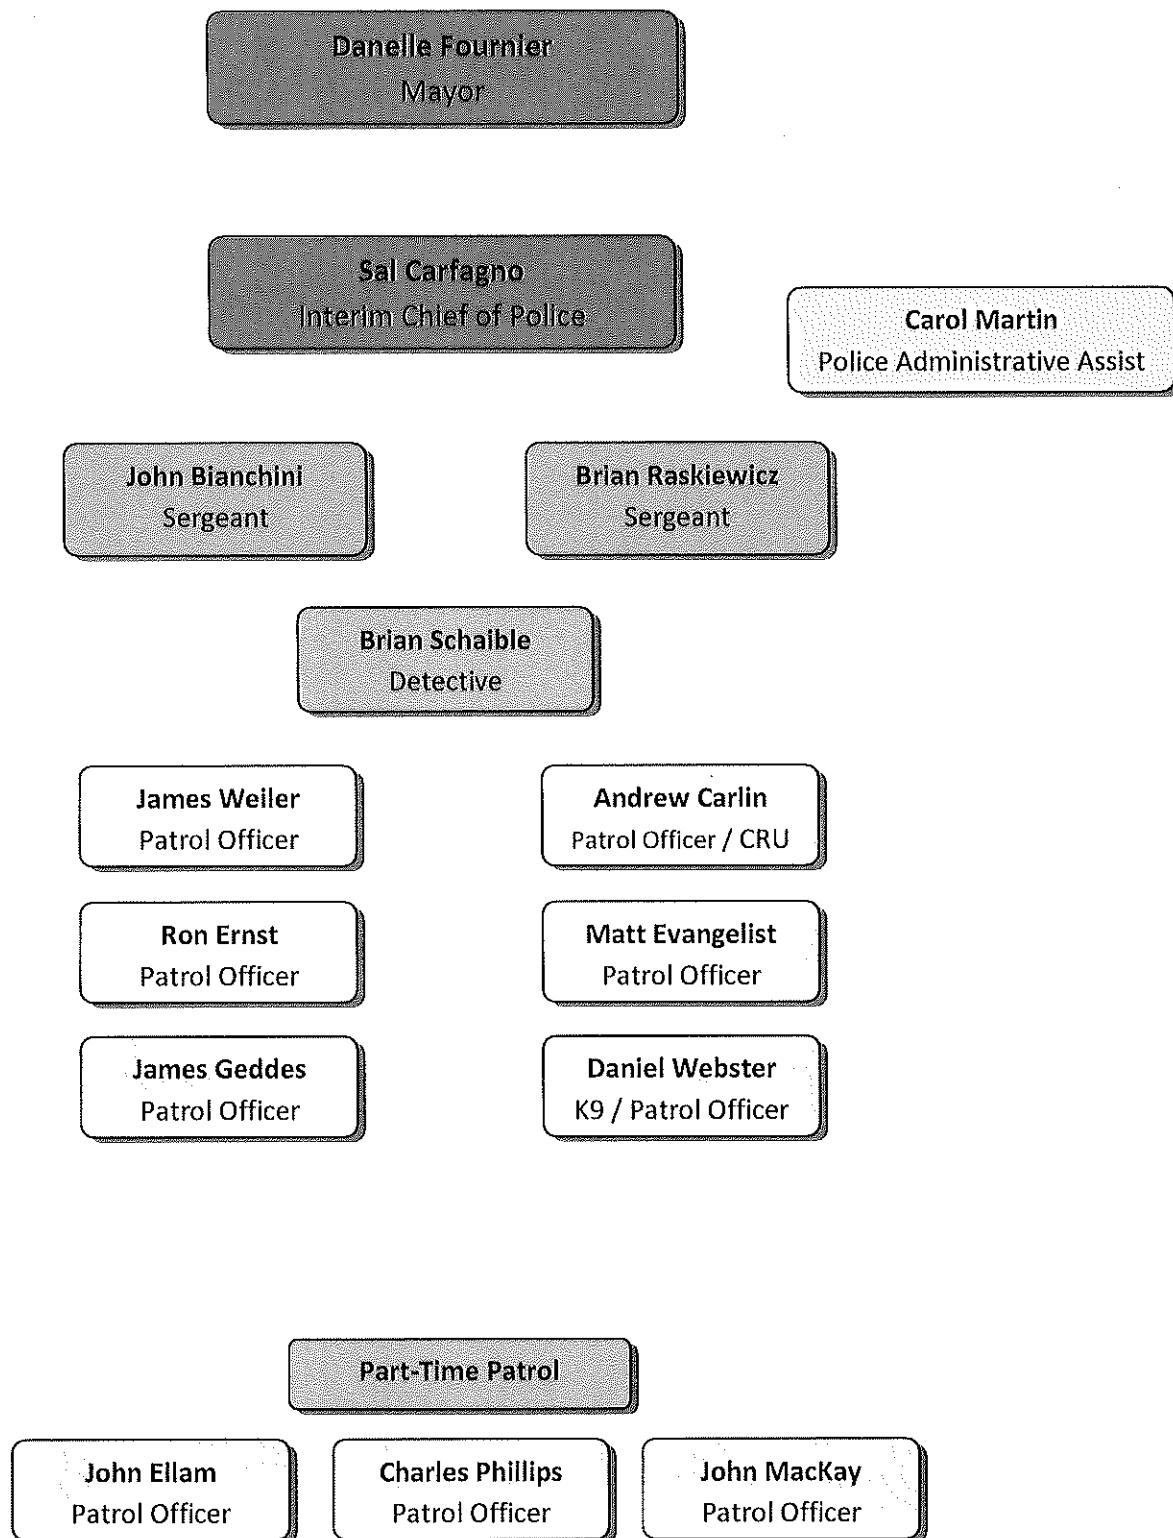 Danelle Fournier
Mayor
Sal Carfagno
Interim Chief of Police
Carol Martin
Police Administrative Assist
John Bianchini
Sergeant
Brian Raskiewicz
Sergeant
Brian Schaible
Detective
James Weiler
Patrol Officer
Andrew Carlin
Patrol Officer / CRU
Ron Ernst
Patrol Officer
Matt Evangelist
Patrol Officer
James Geddes
Patrol Officer
Daniel Webster
K9 / Patrol Officer
Part-Time Patrol
John Ellam
Patrol Officer
Charles Phillips
Patrol Officer
John MacKay
Patrol Officer